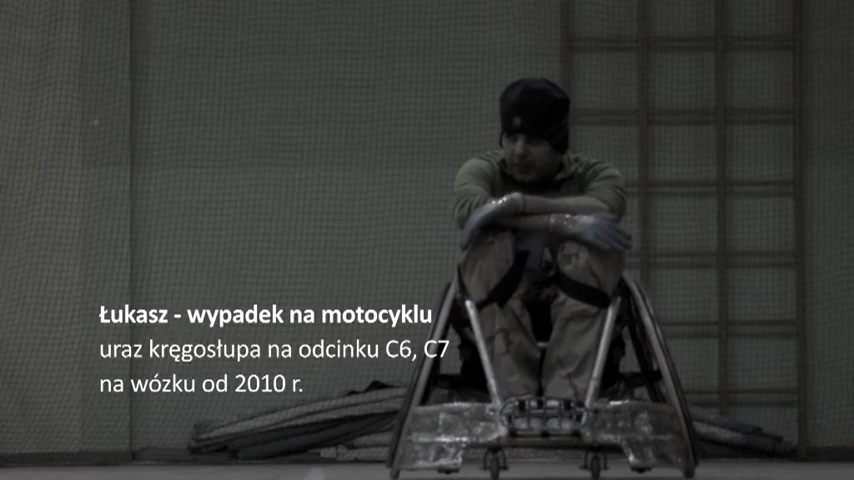 Łukasz - wypadek na motocyklu
uraz kręgosłupa na odcinku C6, C7
na wózku od 2010 r.